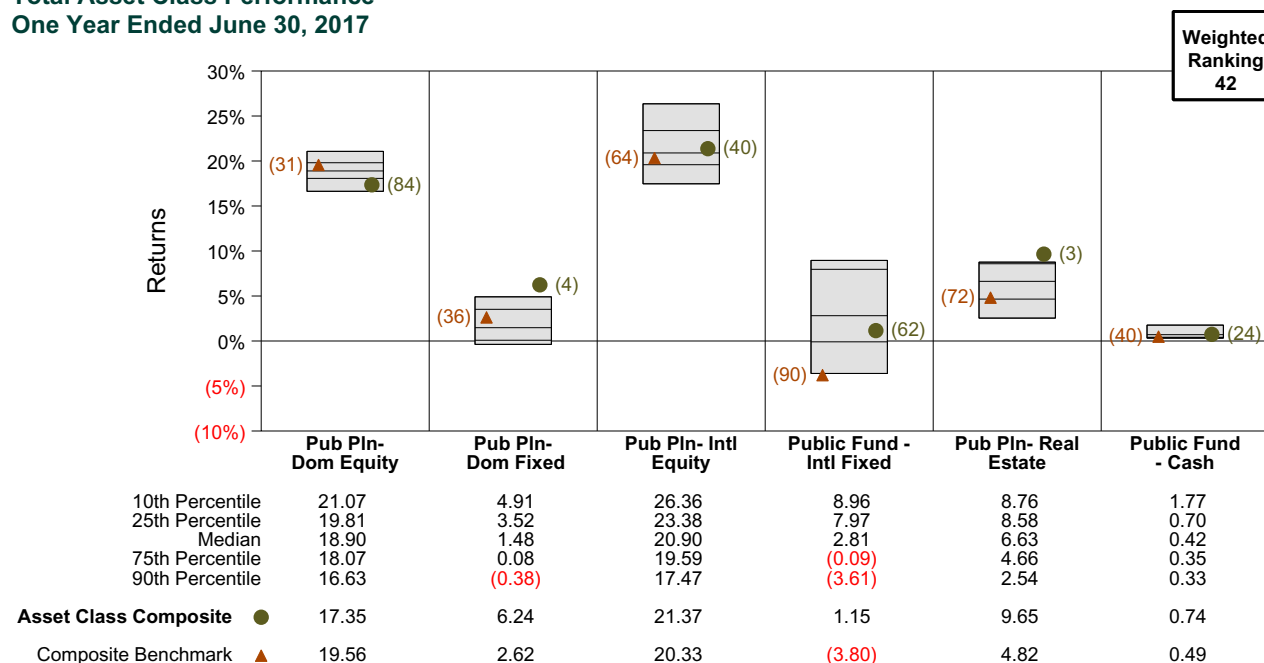 Total Asset Class Performance
One Year Ended June 30, 2017
Weighted
Ranking
42
30%
25%
20%
15%
10%
5%
0%
(5%)
(10%)
Returns
(31)
(84)
(36)
(4)
(64)
(40)
(90)
(62)
(72)
(3)
(40)
(24)
Pub Pln-
Dom Equity
Pub Pln-
Dom Fixed
Pub Pln- Intl
Equity
Public Fund -
Intl Fixed
Pub Pln- Real
Estate
Public Fund
- Cash
10th Percentile 21.07 4.91 26.36 8.96 8.76 1.77
25th Percentile 19.81 3.52 23.38 7.97 8.58 0.70
Median 18.90 1.48 20.90 2.81 6.63 0.42
75th Percentile 18.07 0.08 19.59 (0.09) 4.66 0.35
90th Percentile 16.63 (0.38) 17.47 (3.61) 2.54 0.33
Asset Class Composite 17.35 6.24 21.37 1.15 9.65 0.74
Composite Benchmark 19.56 2.62 20.33 (3.80) 4.82 0.49